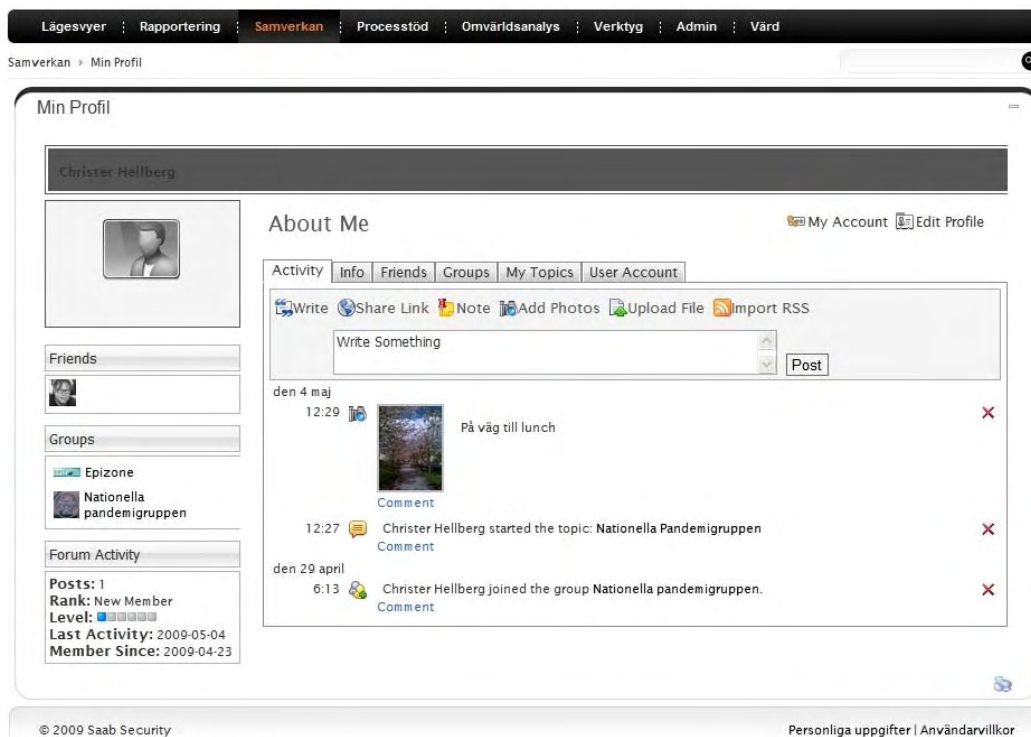 Lägesvyer Rapportering Samverkan Processtöd Omvärldsanalys Verktyg Admin Värd
Samverkan › Min Profil
Min Profil
Christer Hellberg
About Me
My Account Edit Profile
Activity Info Friends Groups My Topics User Account
Write Share Link Note Add Photos Upload File Import RSS
Write Something
Post
Friends
Groups
Epizone
Nationella
pandemigruppen
Forum Activity
Posts: 1
Rank: New Member
Level:
Last Activity: 2009-05-04
Member Since: 2009-04-23
den 4 maj
12:29 På väg till lunch
Comment
12:27 Christer Hellberg started the topic: Nationella Pandemigruppen
Comment
den 29 april
6:13 Christer Hellberg joined the group Nationella pandemigruppen.
Comment
© 2009 Saab Security
Personliga uppgifter | Användarvillkor